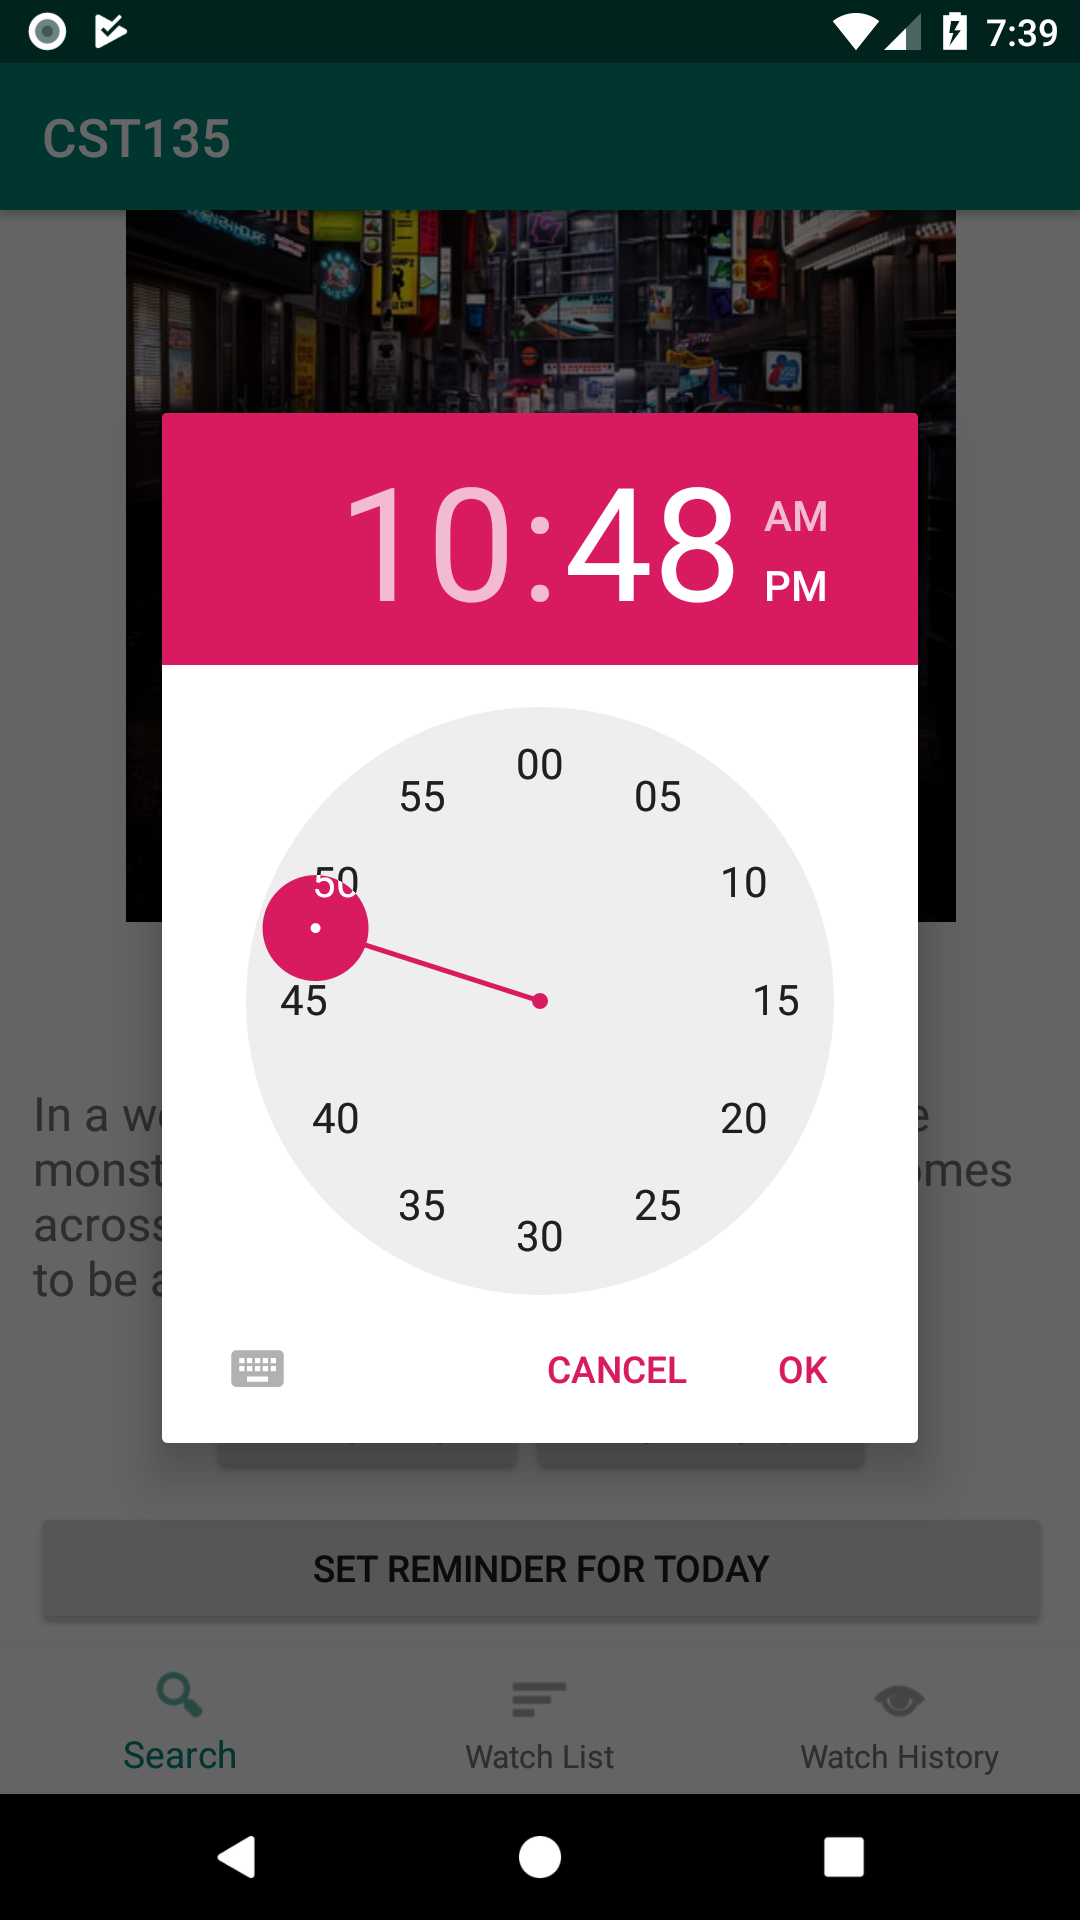 7:39
CST135
10:48
AM
PM
00
55
05
50
10
45
15
40
20
35
25
30
In a
monst
omes
across
to be
CANCEL
OK
SET REMINDER FOR TODAY
Search
Watch List
Watch History